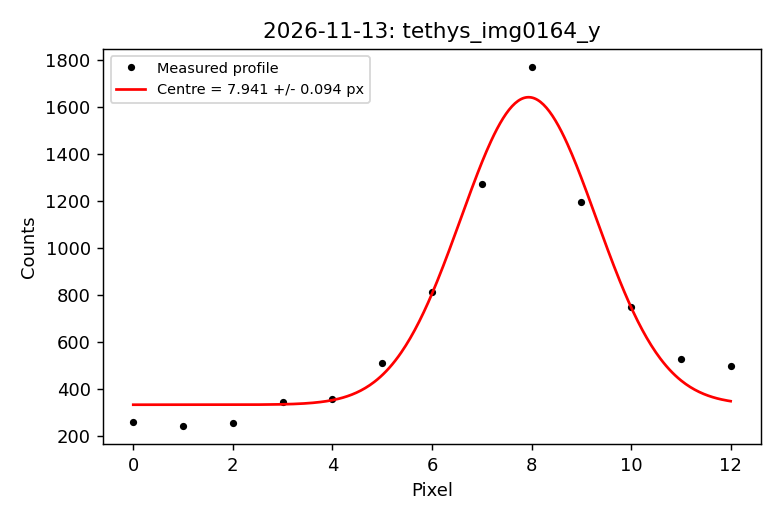 2026-11-13: tethys_img0164_y
Measured profile
Centre = 7.941 +/- 0.094 px
1800
1600
1400
1200
1000
800
600
400
200
Counts
0 2 4 6 8 10 12
Pixel